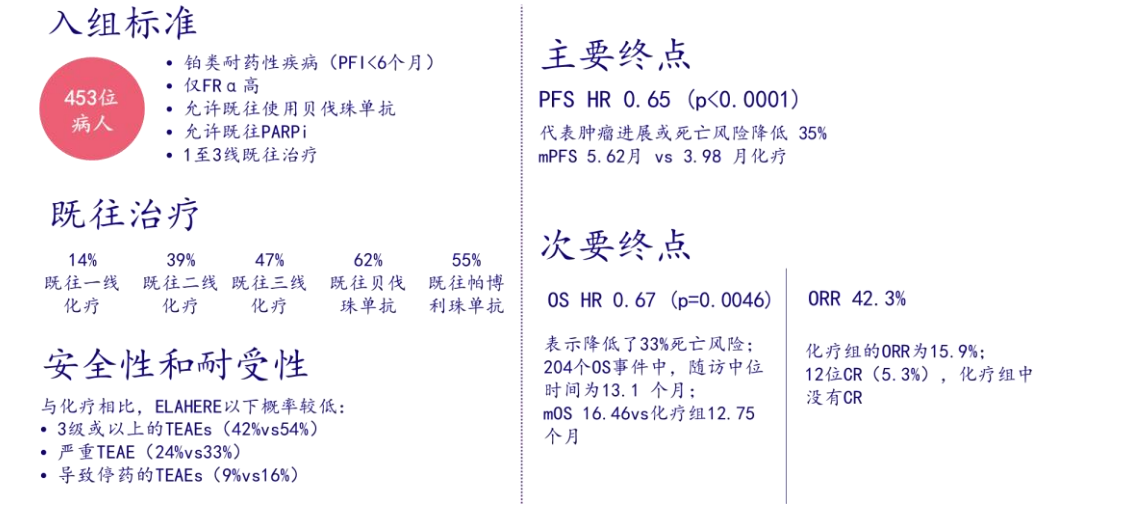 入组标准
453位
病人
• 铂类耐药性疾病（PFI<6个月）
• 仅FRα高
• 允许既往使用贝伐珠单抗
• 允许既往PARPi
• 1至3线既往治疗
既往治疗
14%
既往一线
化疗
39%
既往二线
化疗
47%
既往三线
化疗
62%
既往贝伐
珠单抗
55%
既往帕博
利珠单抗
安全性和耐受性
与化疗相比，ELAHERE以下概率较低：
• 3级或以上的TEAEs（42%vs54%）
• 严重TEAE（24%vs33%）
• 导致停药的TEAEs（9%vs16%）
主要终点
PFS HR 0.65 (p<0.0001)
代表肿瘤进展或死亡风险降低 35%
mPFS 5.62月 vs 3.98 月化疗
次要终点
OS HR 0.67 (p=0.0046)
表示降低了33%死亡风险；
204个OS事件中，随访中位
时间为13.1 个月；
mOS 16.46vs化疗组12.75
个月
ORR 42.3%
化疗组的ORR为15.9%；
12位CR（5.3%），化疗组中
没有CR